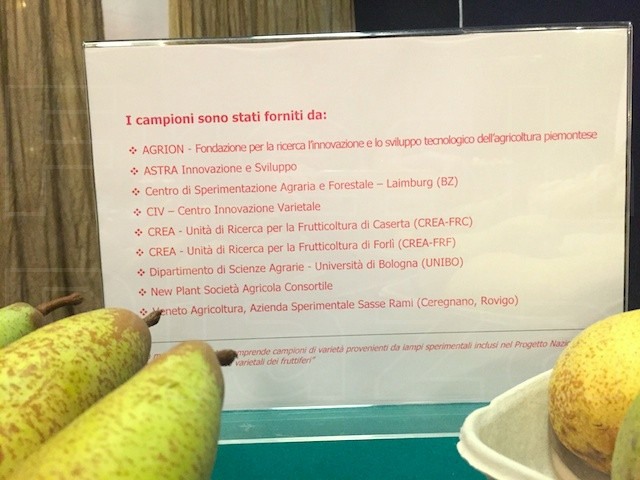 I campioni sono stati forniti da:
❖ AGRION - Fondazione per la ricerca l'innovazione e lo sviluppo tecnologico dell'agricoltura piemontese
❖ ASTRA Innovazione e Sviluppo
❖ Centro di Sperimentazione Agraria e Forestale – Laimburg (BZ)
❖ CIV – Centro Innovazione Varietale
❖ CREA - Unità di Ricerca per la Frutticoltura di Caserta (CREA-FRC)
❖ CREA - Unità di Ricerca per la Frutticoltura di Forlì (CREA-FRF)
❖ Dipartimento di Scienze Agrarie - Università di Bologna (UNIBO)
❖ New Plant Società Agricola Consortile
❖ Veneto Agricoltura, Azienda Sperimentale Sasse Rami (Ceregnano, Rovigo)
campioni di varietà provenienti da iampi sperimentali inclusi nel Progetto
varietali dei fruttiferi"